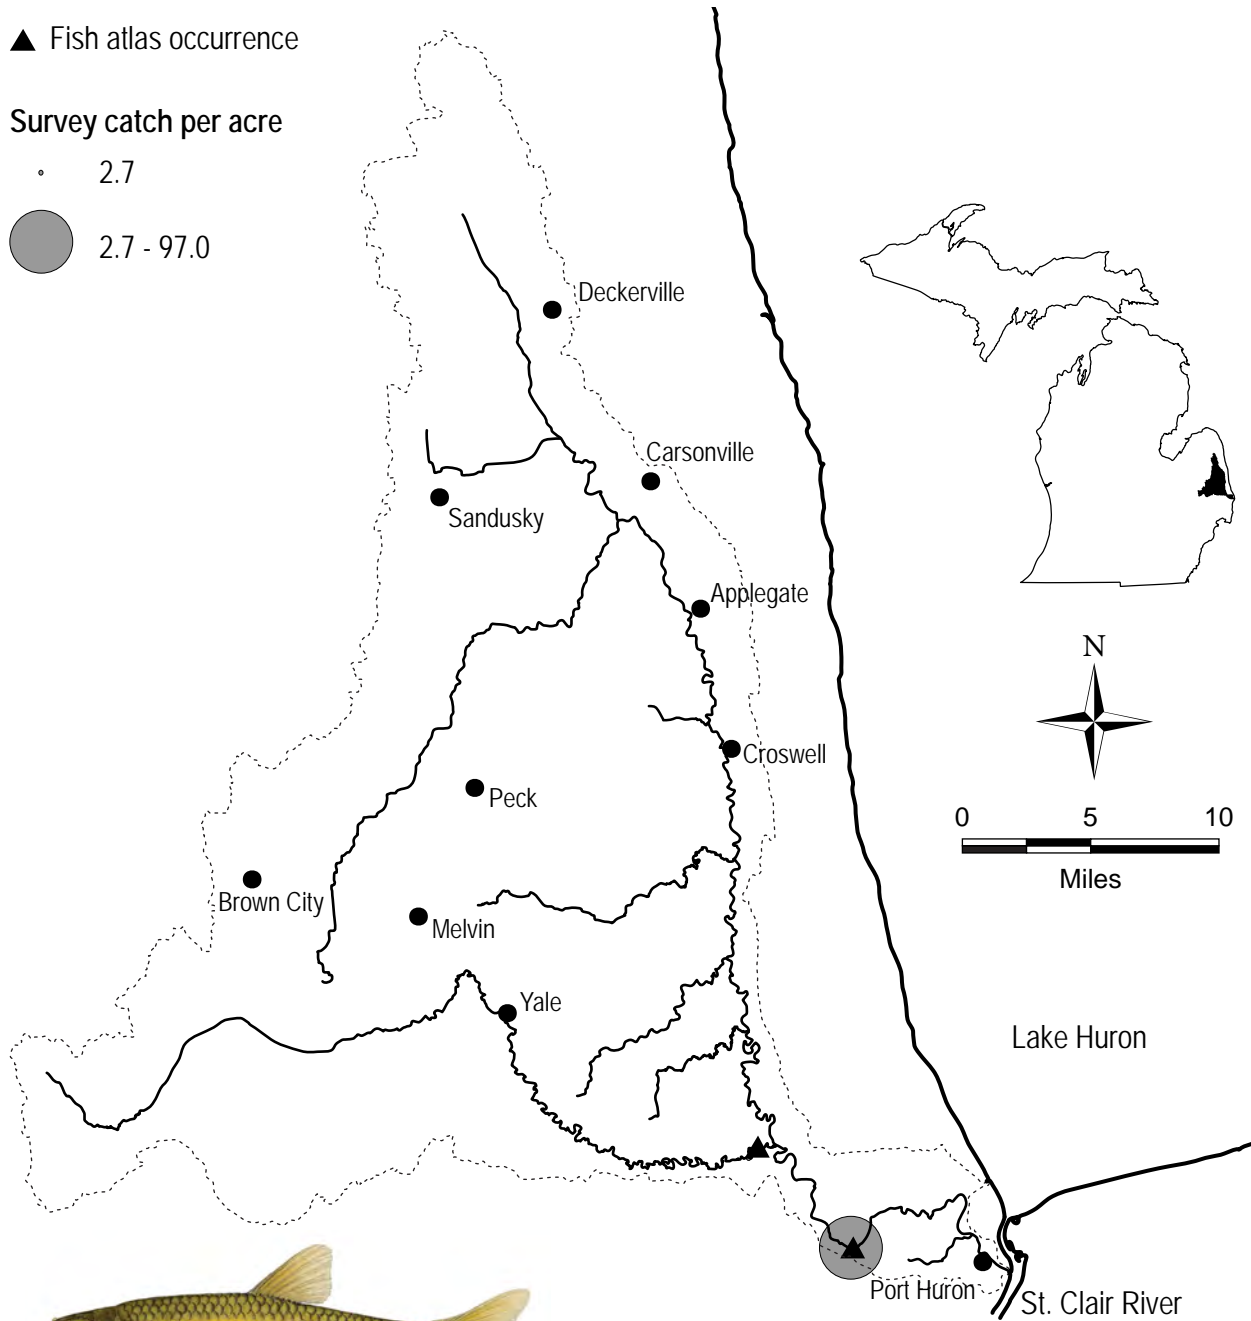 Fish atlas occurrence
Survey catch per acre
2.7
2.7 - 97.0
Deckerville
Carsonville
Sandusky
Applegate
N
Croswell
Peck
0 5 10
Miles
Brown City
Melvin
Yale
Lake Huron
Port Huron
St. Clair River